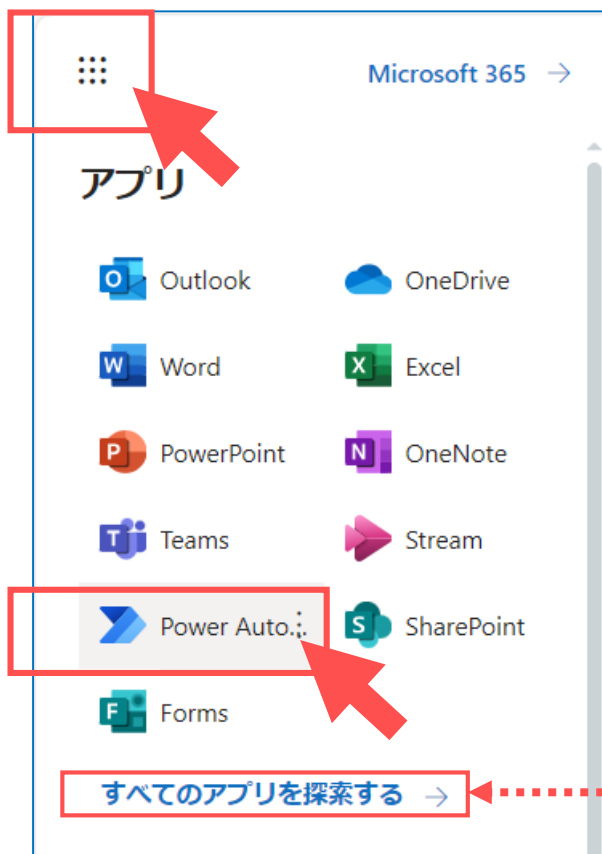 Microsoft 365 →
アプリ
Outlook
OneDrive
Word
Excel
PowerPoint
OneNote
Teams
Stream
Power Auto...
SharePoint
Forms
すべてのアプリを探索する →